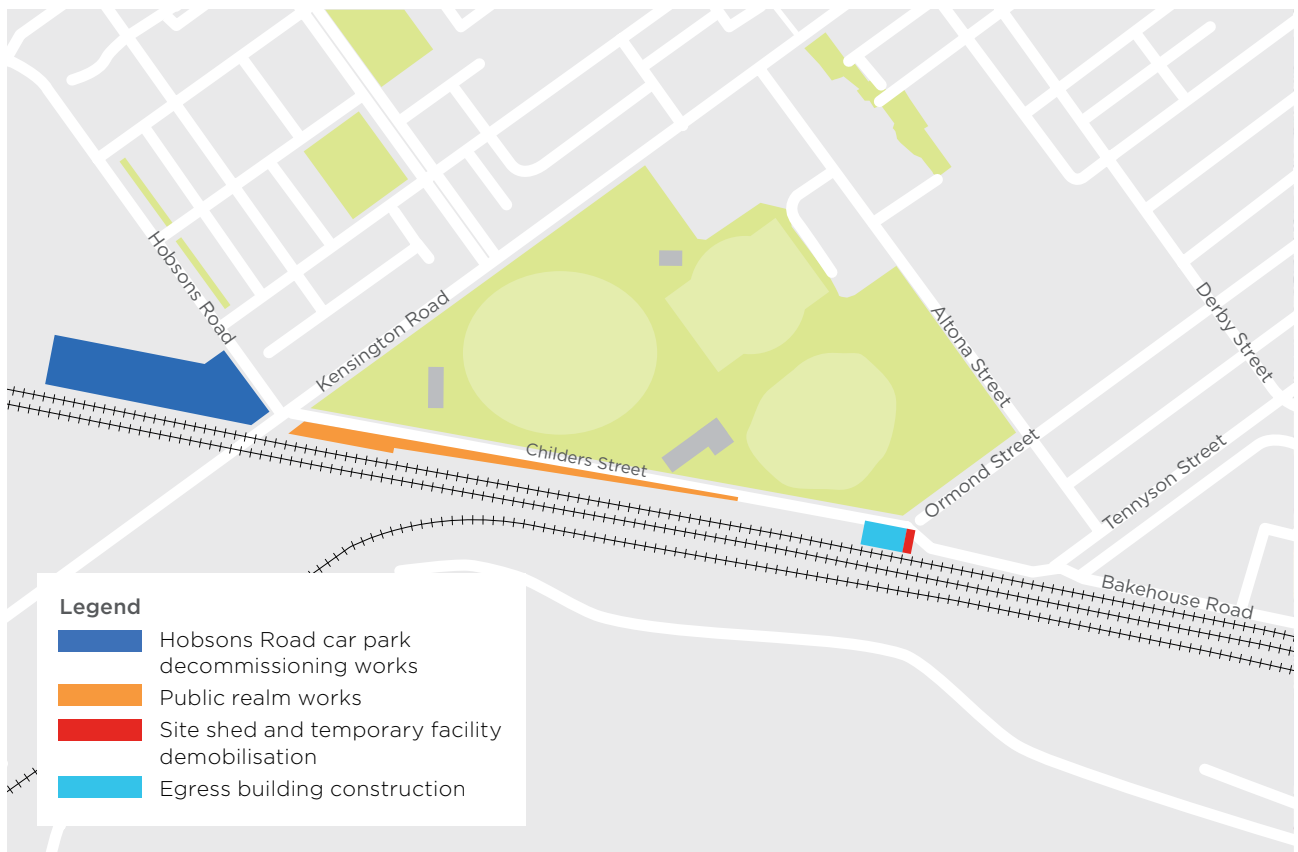 Hobsons Road
Kensington Road
Childers Street
Altona Street
Derby Street
Ormond Street
Tennyson Street
Bakehouse Road
Legend
Hobsons Road car park
decommissioning works
Public realm works
Site shed and temporary facility
demobilisation
Egress building construction